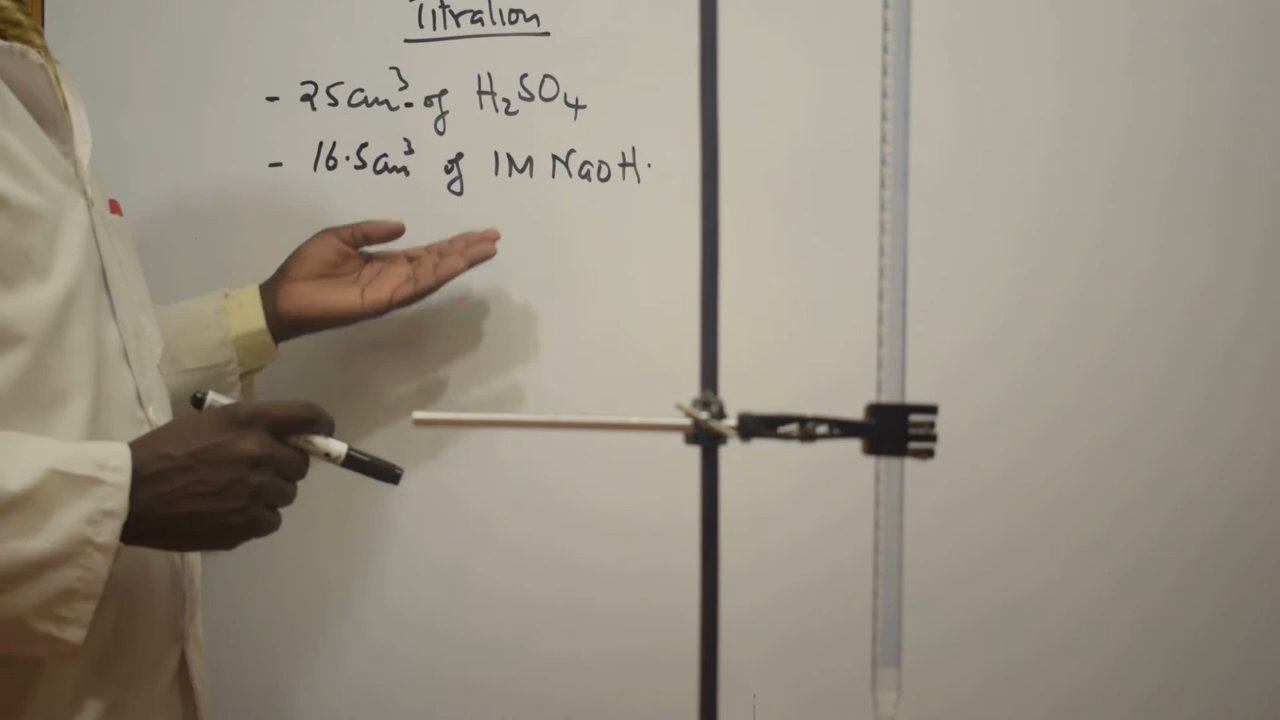 Titration
- 25cm³ of H₂SO₄
- 16.5cm³ of 1M NaOH.